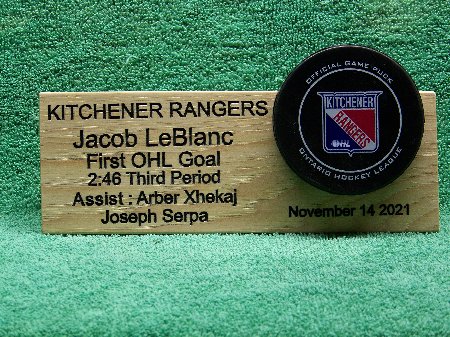 KITCHENER RANGERS
Jacob LeBlanc
First OHL Goal
2:46 Third Period
Assist : Arber Xhekaj
Joseph Serpa
November 14 2021
OFFICIAL GAME PUCK
KITCHENER
RANGERS
OHL
ONTARIO HOCKEY LEAGUE